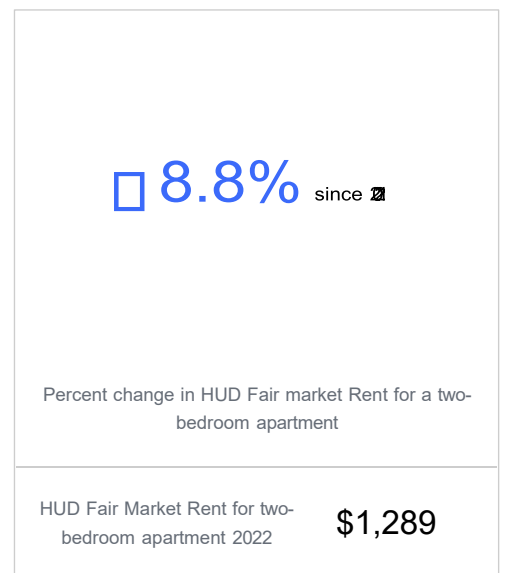 8.8% since
Percent change in HUD Fair market Rent for a two-
bedroom apartment
HUD Fair Market Rent for two-
bedroom apartment 2022
$1,289